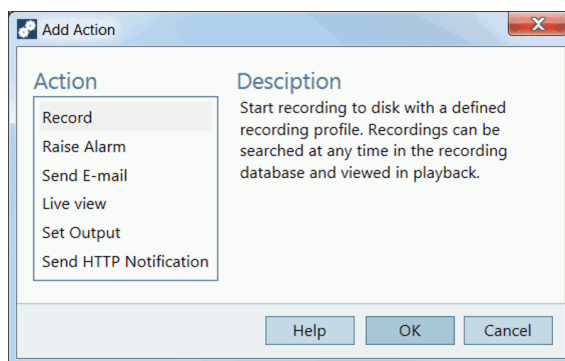 Add Action
Action
Record
Raise Alarm
Send E-mail
Live view
Set Output
Send HTTP Notification
Desciption
Start recording to disk with a defined
recording profile. Recordings can be
searched at any time in the recording
database and viewed in playback.
Help
OK
Cancel